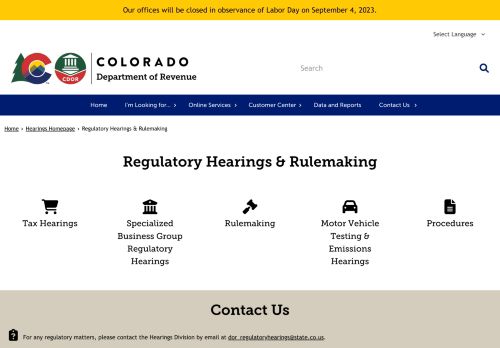 Our offices will be closed in observance of Labor Day on September 4, 2023.
Select Language
CDOR
COLORADO
Department of Revenue
Search
Home
I'm Looking for...
Online Services
Customer Center
Data and Reports
Contact Us
Home › Hearings Homepage › Regulatory Hearings & Rulemaking
Regulatory Hearings & Rulemaking
Tax Hearings
Specialized
Business Group
Regulatory
Hearings
Rulemaking
Motor Vehicle
Testing &
Emissions
Hearings
Procedures
Contact Us
For any regulatory matters, please contact the Hearings Division by email at dor_regulatoryhearings@state.co.us.